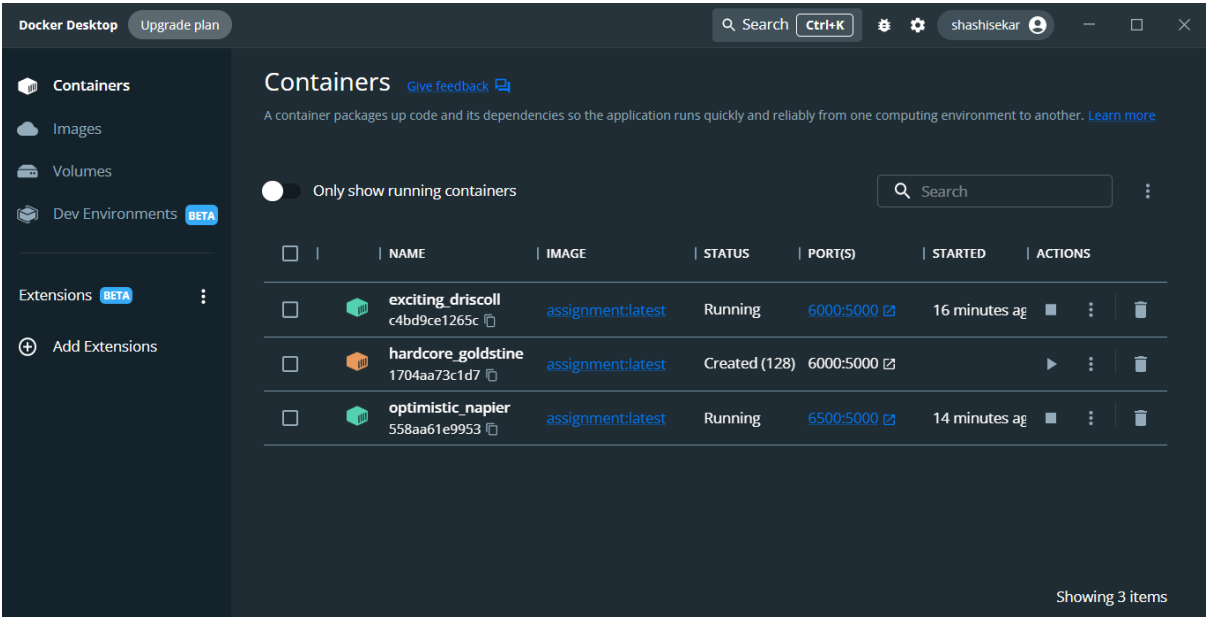 Docker Desktop Upgrade plan Search Ctrl+K shashisekar
Containers
Images
Volumes
Dev Environments BETA
Extensions BETA
Add Extensions
Containers Give feedback
A container packages up code and its dependencies so the application runs quickly and reliably from one computing environment to another. Learn more
Only show running containers Search
NAME IMAGE STATUS PORT(S) STARTED ACTIONS
exciting_driscoll assignment:latest Running 6000:5000 16 minutes ag
c4bd9ce1265c
hardcore_goldstine assignment:latest Created (128) 6000:5000
1704aa73c1d7
optimistic_napier assignment:latest Running 6500:5000 14 minutes ag
558aa61e9953
Showing 3 items